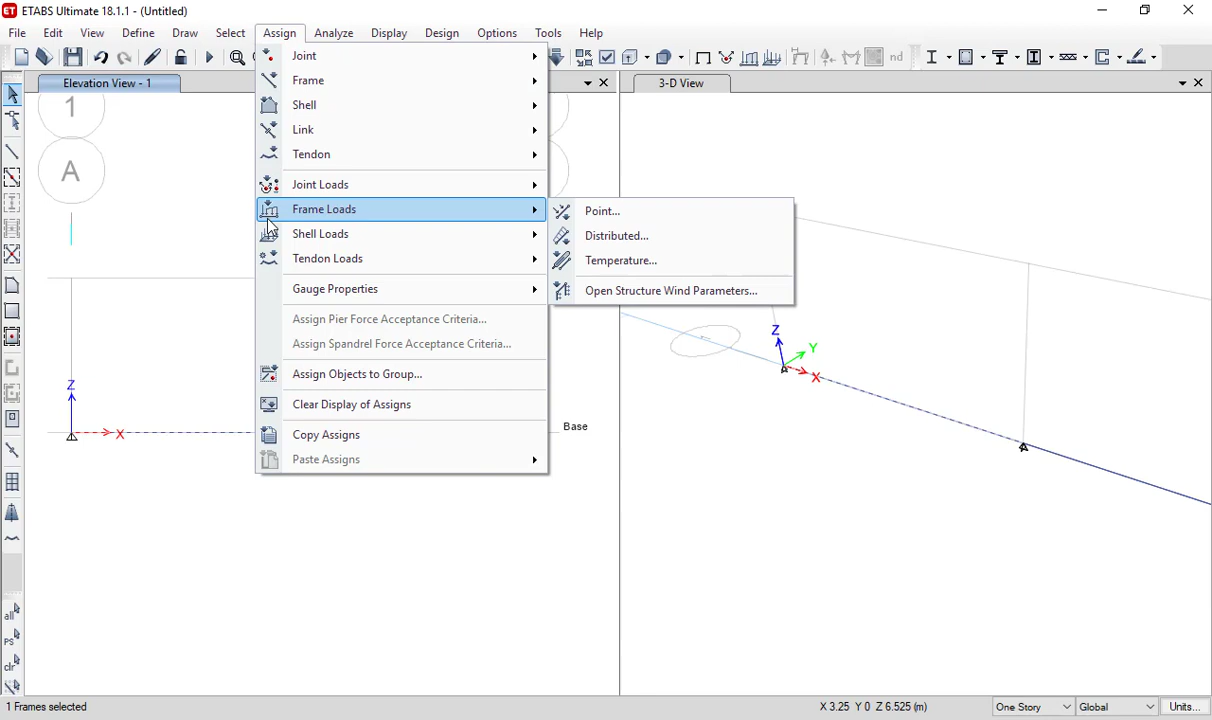 ETABS Ultimate 18.1.1 - (Untitled)
File Edit View Define Draw Select Assign Analyze Display Design Options Tools Help
nd
Elevation View - 1
3-D View
Joint
Frame
Shell
Link
Tendon
Joint Loads
Frame Loads
Shell Loads
Tendon Loads
Gauge Properties
Assign Pier Force Acceptance Criteria...
Assign Spandrel Force Acceptance Criteria...
Assign Objects to Group...
Clear Display of Assigns
Copy Assigns
Paste Assigns
Point...
Distributed...
Temperature...
Open Structure Wind Parameters...
1
A
Z
X
Base
Z
Y
X
all
ps
clr
1 Frames selected
X 3.25 Y 0 Z 6.525 (m)
One Story
Global
Units...